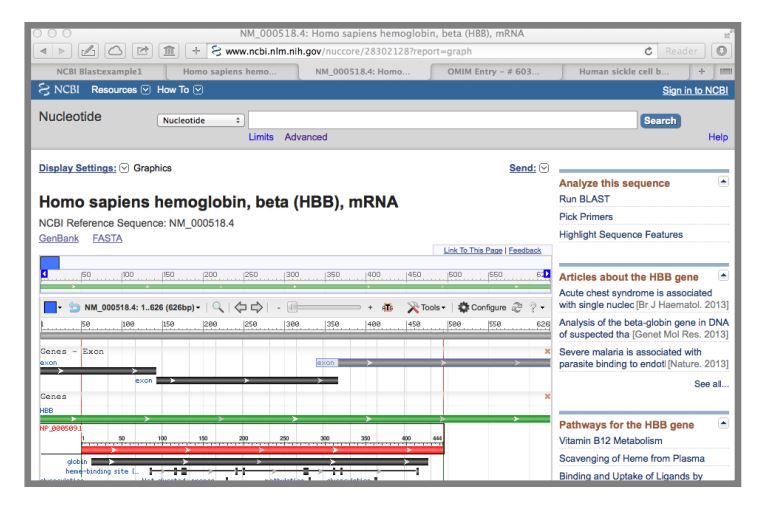 NM_000518.4: Homo sapiens hemoglobin, beta (HBB), mRNA
www.ncbi.nlm.nih.gov/nuccore/28302128?report=graph
Reader
NCBI Blast:example1
Homo sapiens hemo...
NM_000518.4: Homo...
OMIM Entry – # 603...
Human sickle cell b...
+
NCBI Resources How To
Sign in to NCBI
Nucleotide
Nucleotide
Search
Limits Advanced
Help
Display Settings: Graphics
Send:
Homo sapiens hemoglobin, beta (HBB), mRNA
NCBI Reference Sequence: NM_000518.4
GenBank FASTA
Link To This Page | Feedback
50 100 150 200 250 300 350 400 450 500 550 62
NM_000518.4: 1..626 (626bp)
- + Tools Configure ?
1 50 100 150 200 250 300 350 400 450 500 550 626
Genes - Exon
exon
exon
exon
Genes
HBB
NP_000509.1
1 50 100 150 200 250 300 350 400 444
globin
heme-binding site [..
Analyze this sequence
Run BLAST
Pick Primers
Highlight Sequence Features
Articles about the HBB gene
Acute chest syndrome is associated
with single nuclec [Br J Haematol. 2013]
Analysis of the beta-globin gene in DNA
of suspected tha [Genet Mol Res. 2013]
Severe malaria is associated with
parasite binding to endotl [Nature. 2013]
See all...
Pathways for the HBB gene
Vitamin B12 Metabolism
Scavenging of Heme from Plasma
Binding and Uptake of Ligands by